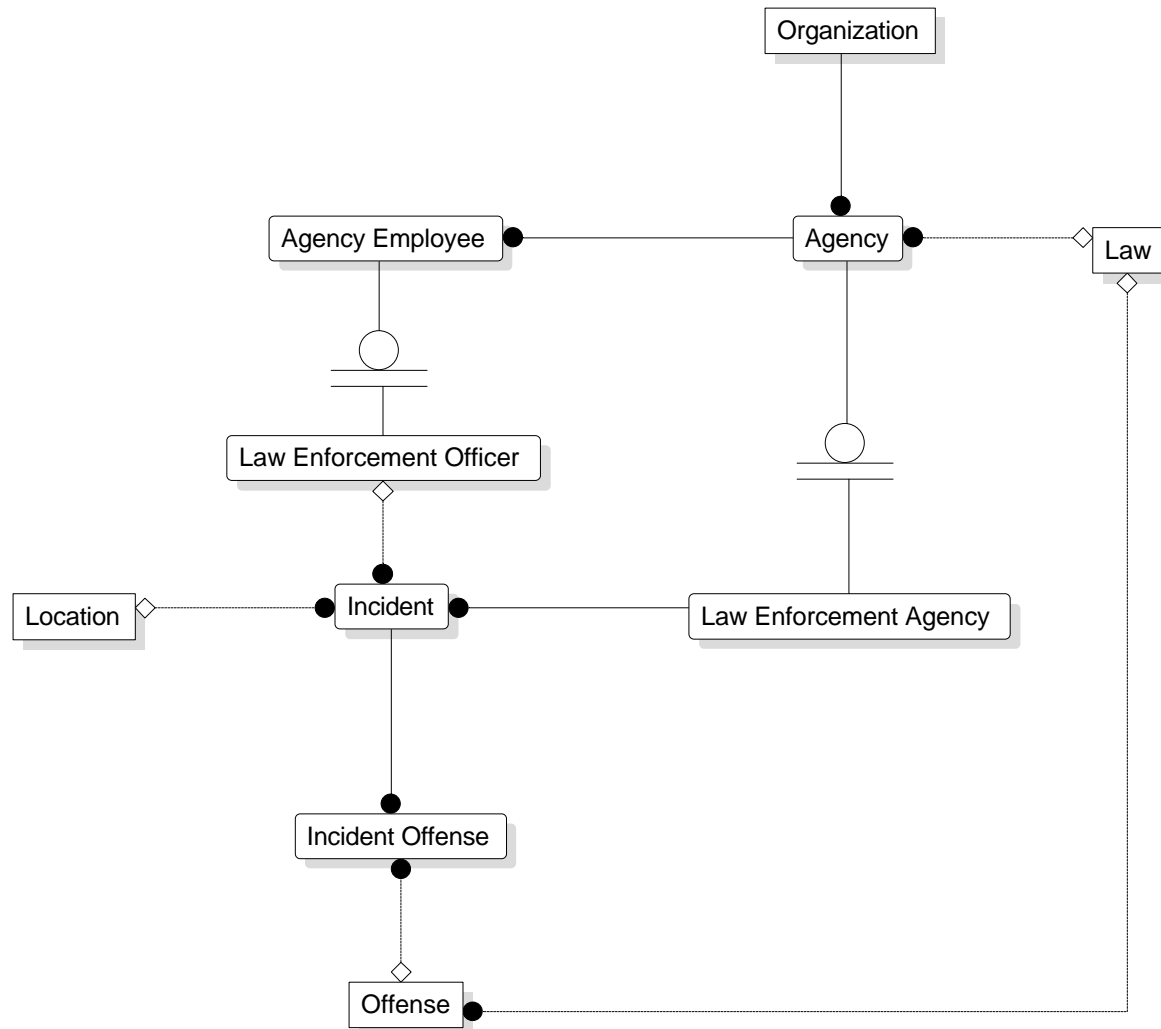 Organization
Agency Employee
Agency
Law
Law Enforcement Officer
Location
Incident
Law Enforcement Agency
Incident Offense
Offense